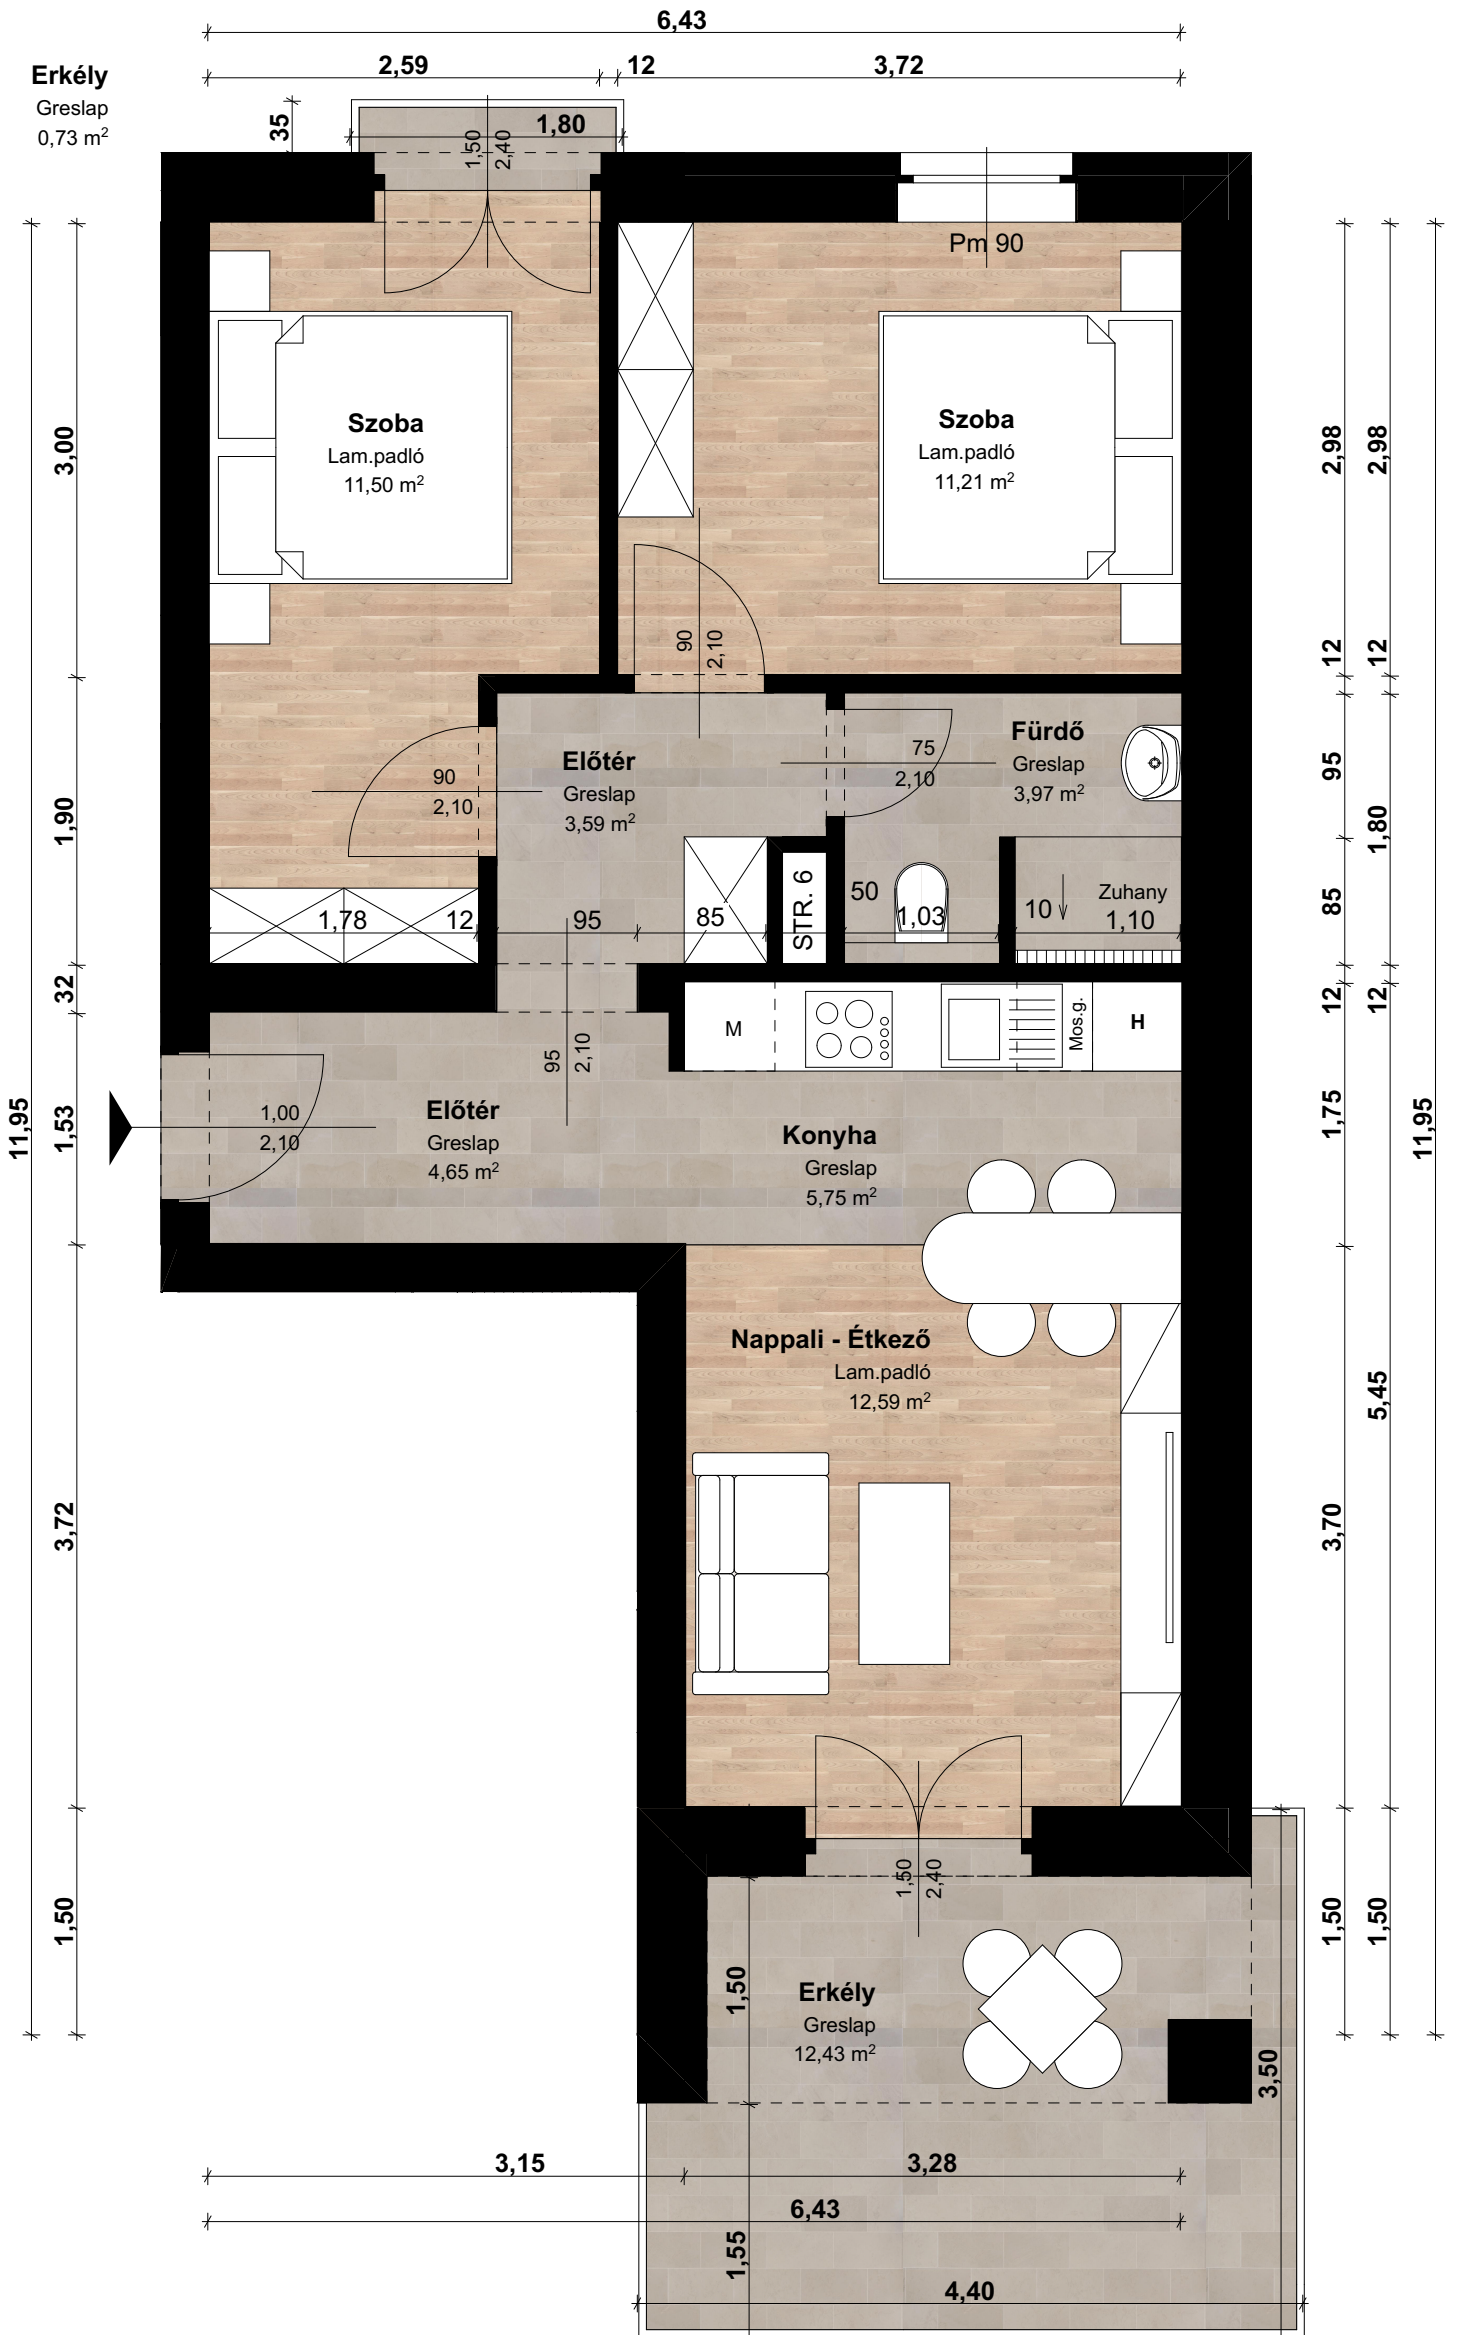 6,43
2,59
12
3,72
Erkély
Greslap
0,73 m²
35
1,80
1,50
2,40
Pm 90
Szoba
Lam.padló
11,50 m²
Szoba
Lam.padló
11,21 m²
3,00
2,98
2,98
90
2,10
12
12
Előtér
Greslap
3,59 m²
Fürdő
Greslap
3,97 m²
75
2,10
90
2,10
1,90
95
1,80
85
STR. 6
50
1,03
10
Zuhany
1,10
1,78
12
95
85
32
12
12
M
Mos.g.
H
95
2,10
Előtér
Greslap
4,65 m²
1,00
2,10
Konyha
Greslap
5,75 m²
11,95
1,53
1,75
11,95
Nappali - Étkező
Lam.padló
12,59 m²
5,45
3,72
3,70
1,50
2,40
1,50
1,50
1,50
1,50
Erkély
Greslap
12,43 m²
3,50
3,15
3,28
6,43
1,55
4,40